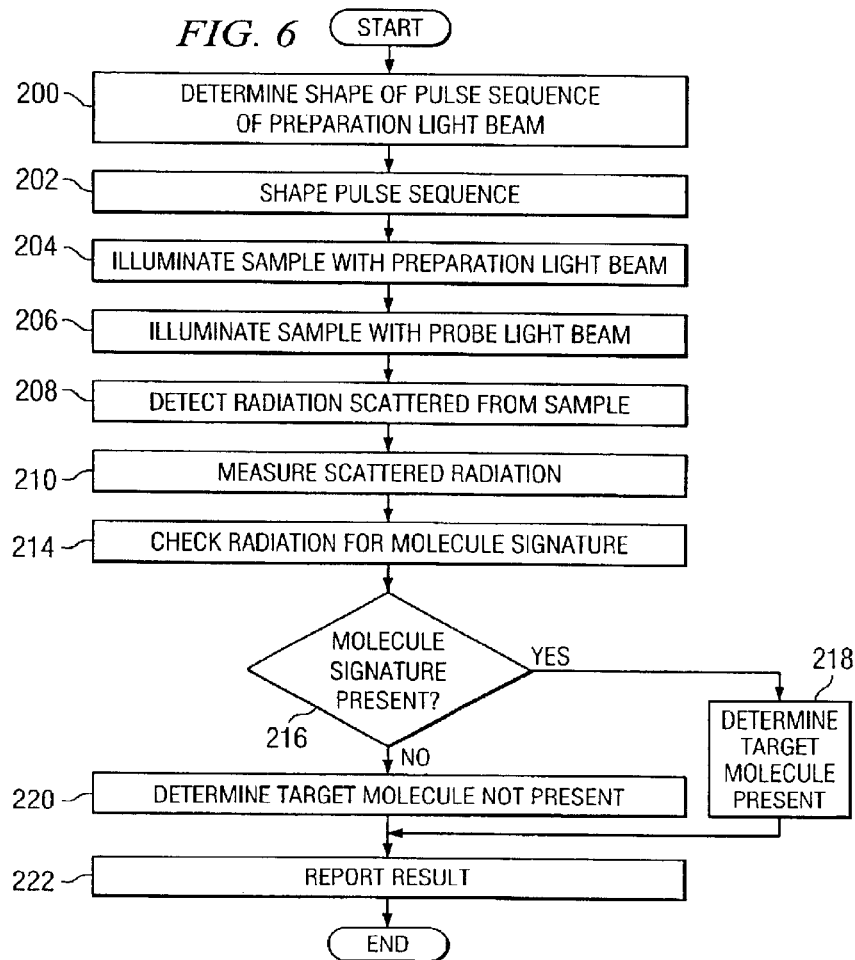 FIG. 6
START
200
DETERMINE SHAPE OF PULSE SEQUENCE
OF PREPARATION LIGHT BEAM
202
SHAPE PULSE SEQUENCE
204
ILLUMINATE SAMPLE WITH PREPARATION LIGHT BEAM
206
ILLUMINATE SAMPLE WITH PROBE LIGHT BEAM
208
DETECT RADIATION SCATTERED FROM SAMPLE
210
MEASURE SCATTERED RADIATION
214
CHECK RADIATION FOR MOLECULE SIGNATURE
MOLECULE
SIGNATURE
PRESENT?
216
YES
218
DETERMINE
TARGET
MOLECULE
PRESENT
NO
220
DETERMINE TARGET MOLECULE NOT PRESENT
222
REPORT RESULT
END